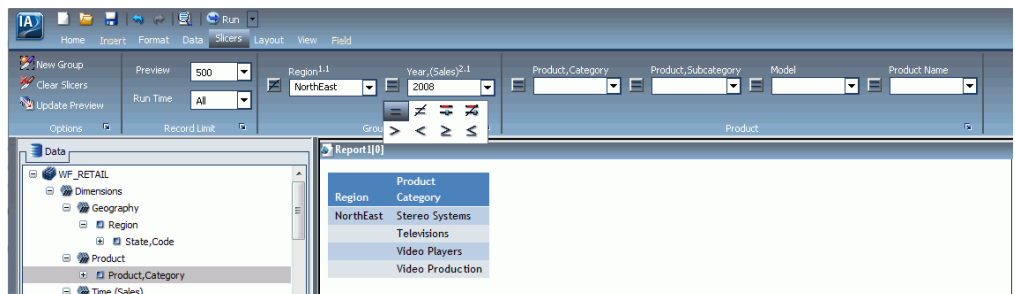 IA Run
Home Insert Format Data Slicers Layout View Field
New Group
Clear Slicers
Update Preview
Options
Preview 500
Run Time All
Record Limit
Region1.1
NorthEast
Year,(Sales)2.1
2008
= ≠
> < ≥ ≤
Grou
Product,Category Product,Subcategory Model Product Name
Product
Data
WF_RETAIL
Dimensions
Geography
Region
State,Code
Product
Product,Category
Time (Sales)
Report1[0]
Product
Region Category
NorthEast Stereo Systems
Televisions
Video Players
Video Production